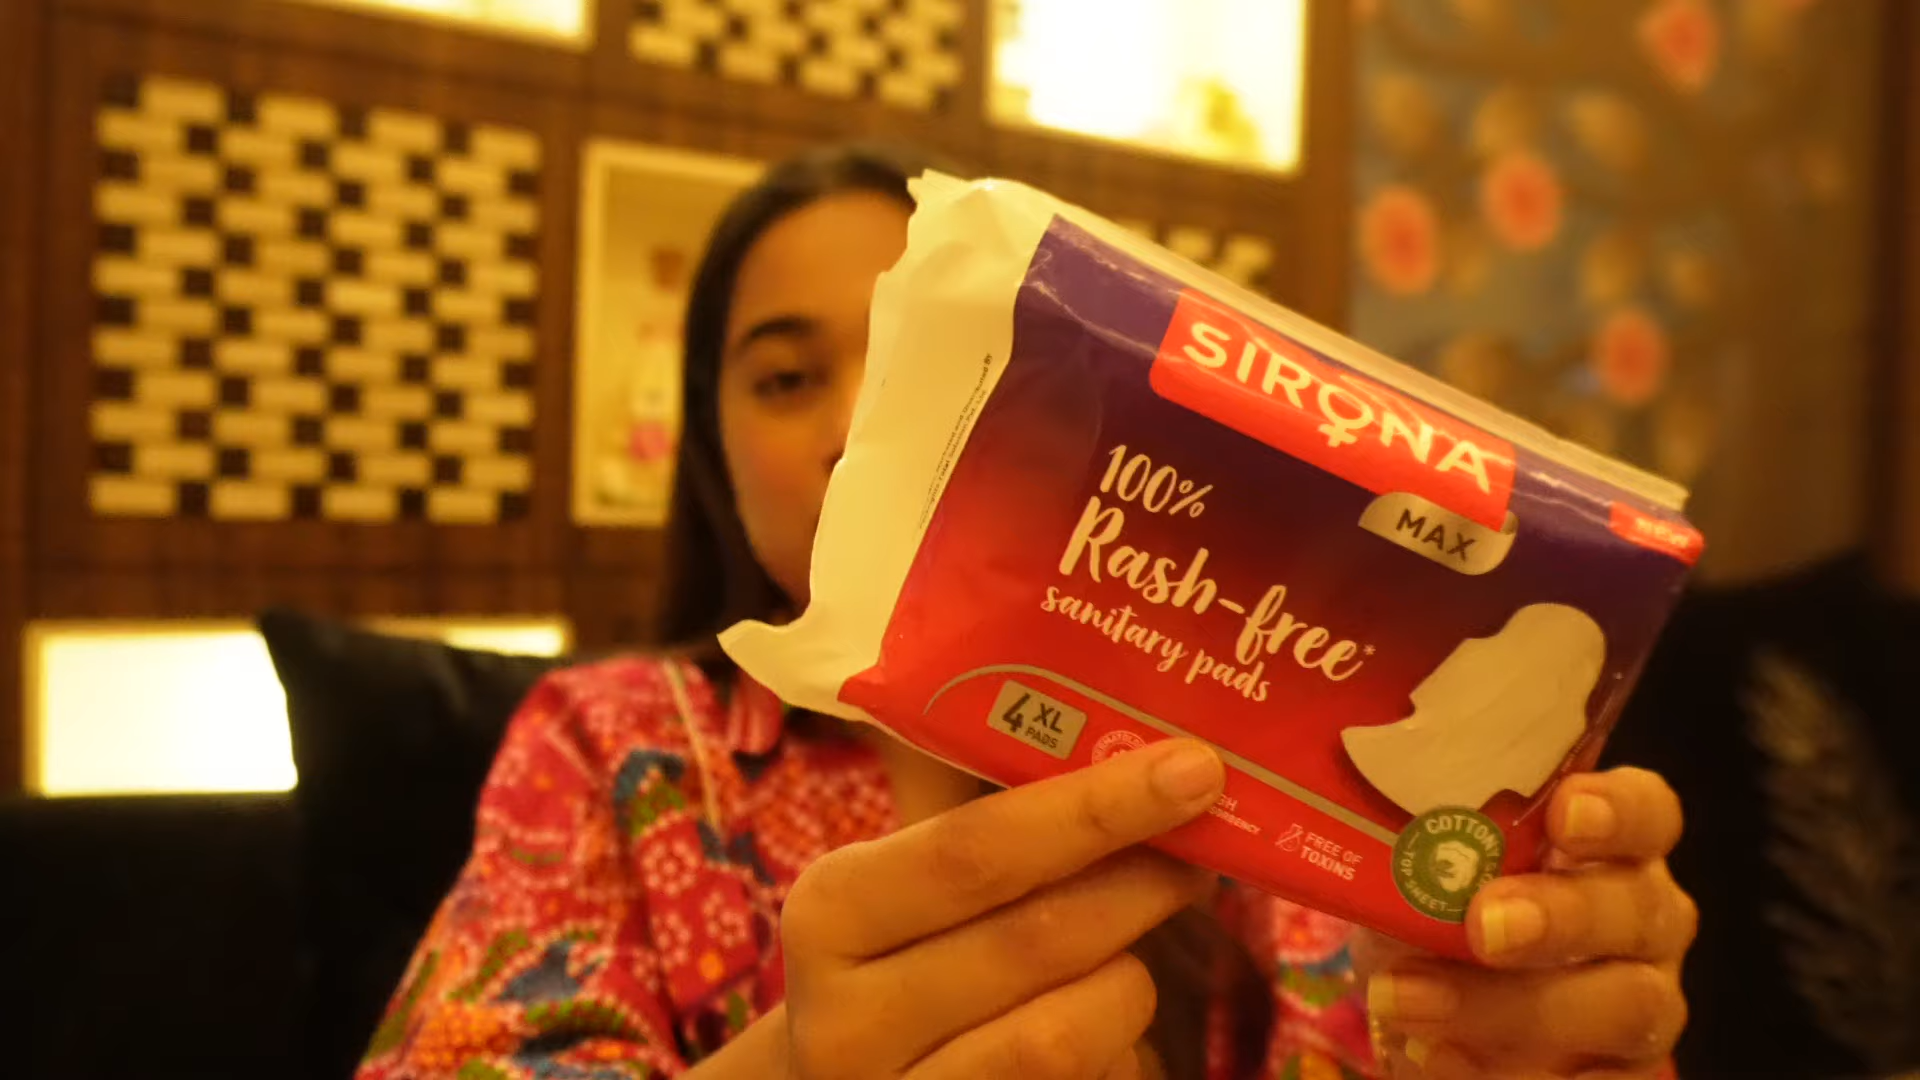 SIRONA
MAX
100%
Rash-free*
sanitary pads
4 XL
PADS
FREE OF
TOXINS
COTTON
TOP
SHEET